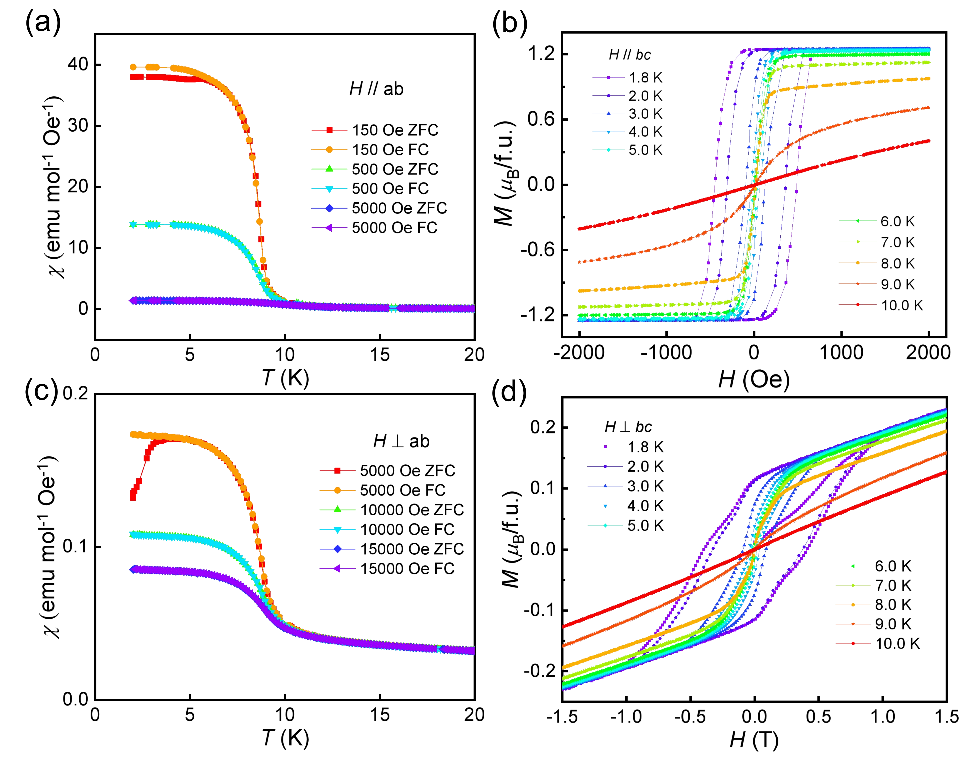 (a)
H // ab
150 Oe ZFC
150 Oe FC
500 Oe ZFC
500 Oe FC
5000 Oe ZFC
5000 Oe FC
40
30
20
10
0
χ (emu mol⁻¹ Oe⁻¹)
0 5 10 15 20
T (K)
(b)
H // bc
1.8 K
2.0 K
3.0 K
4.0 K
5.0 K
6.0 K
7.0 K
8.0 K
9.0 K
10.0 K
1.2
0.6
0.0
-0.6
-1.2
M (μB/f.u.)
-2000 -1000 0 1000 2000
H (Oe)
(c)
H ⊥ ab
5000 Oe ZFC
5000 Oe FC
10000 Oe ZFC
10000 Oe FC
15000 Oe ZFC
15000 Oe FC
0.2
0.1
0.0
χ (emu mol⁻¹ Oe⁻¹)
0 5 10 15 20
T (K)
(d)
H ⊥ bc
1.8 K
2.0 K
3.0 K
4.0 K
5.0 K
6.0 K
7.0 K
8.0 K
9.0 K
10.0 K
0.2
0.1
0.0
-0.1
-0.2
M (μB/f.u.)
-1.5 -1.0 -0.5 0.0 0.5 1.0 1.5
H (T)